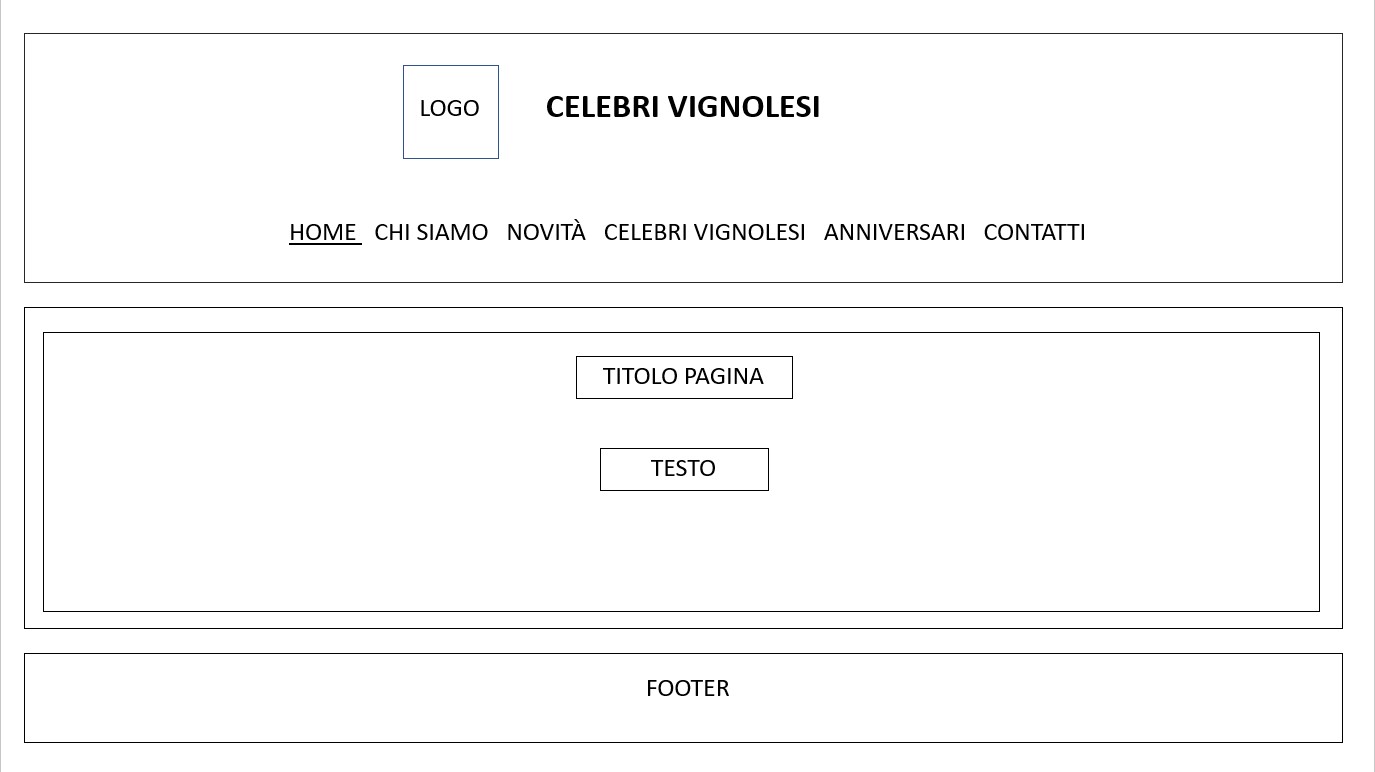 LOGO
CELEBRI VIGNOLESI
HOME CHI SIAMO NOVITÀ CELEBRI VIGNOLESI ANNIVERSARI CONTATTI
TITOLO PAGINA
TESTO
FOOTER